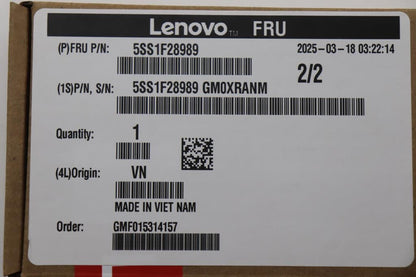 Lenovo™ FRU
(P)FRU P/N: 5SS1F28989 2025-03-18 03:22:14
2/2
(1S)P/N, S/N: 5SS1F28989 GM0XRANM
Quantity: 1
(4L)Origin: VN
MADE IN VIET NAM
Order: GMF015314157